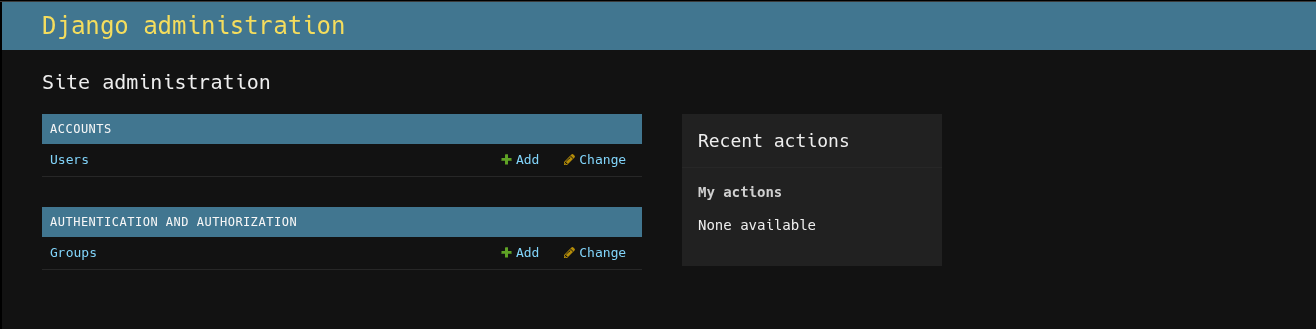 Django administration
Site administration
ACCOUNTS
Users Add Change
AUTHENTICATION AND AUTHORIZATION
Groups Add Change
Recent actions
My actions
None available